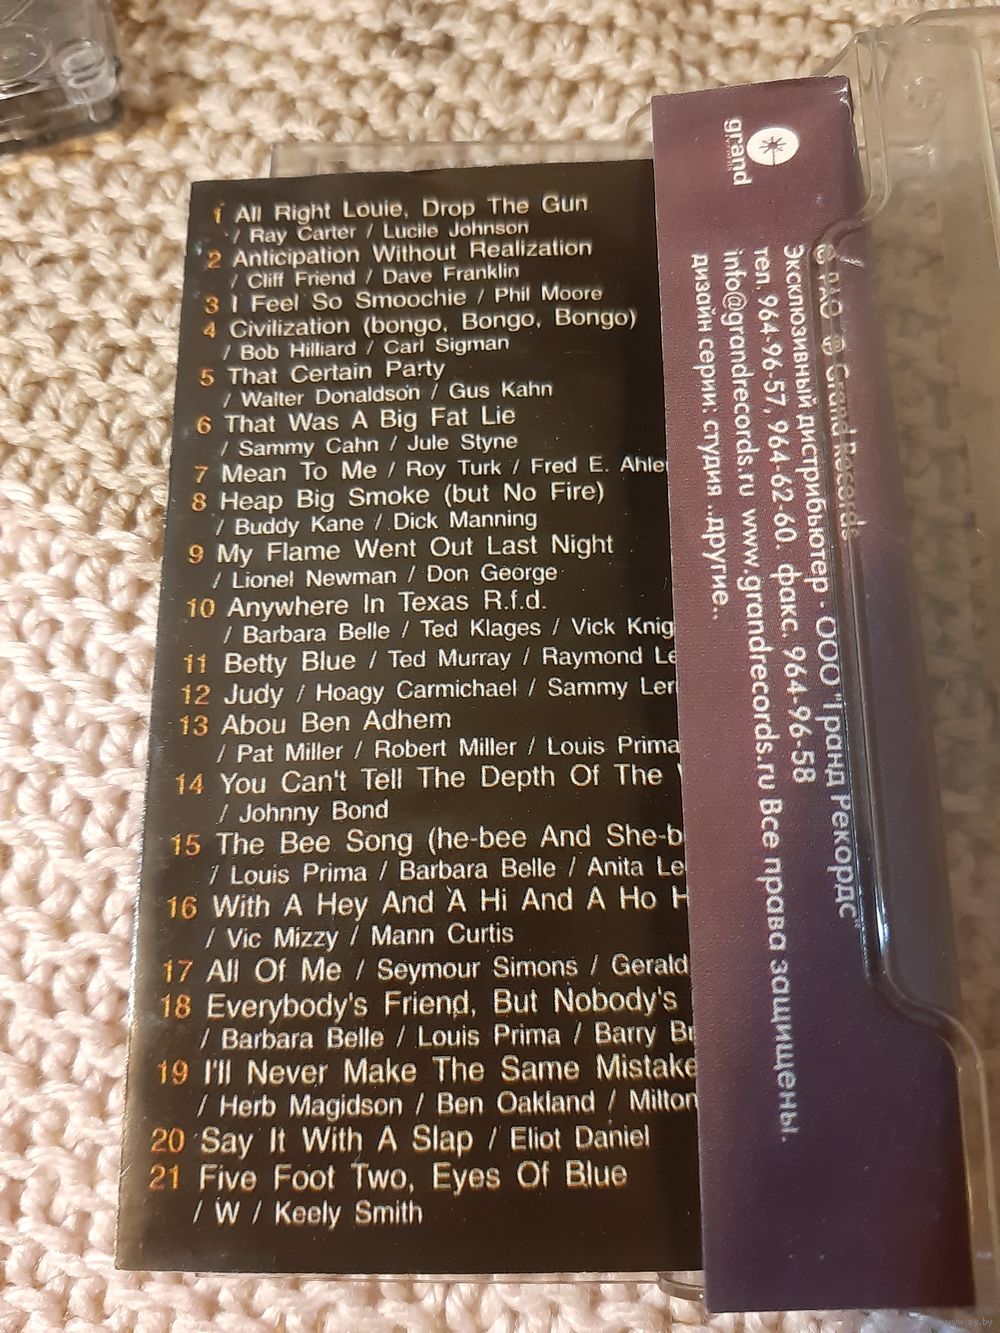 1 All Right Louie, Drop The Gun
/ Ray Carter / Lucile Johnson
2 Anticipation Without Realization
/ Cliff Friend / Dave Franklin
3 I Feel So Smoochie / Phil Moore
4 Civilization (bongo, Bongo, Bongo)
/ Bob Hilliard / Carl Sigman
5 That Certain Party
/ Walter Donaldson / Gus Kahn
6 That Was A Big Fat Lie
/ Sammy Cahn / Jule Styne
7 Mean To Me / Roy Turk / Fred E. Ahle
8 Heap Big Smoke (but No Fire)
/ Buddy Kane / Dick Manning
9 My Flame Went Out Last Night
/ Lionel Newman / Don George
10 Anywhere In Texas R.f.d.
/ Barbara Belle / Ted Klages / Vick Knig
11 Betty Blue / Ted Murray / Raymond Le
12 Judy / Hoagy Carmichael / Sammy Ler
13 Abou Ben Adhem
/ Pat Miller / Robert Miller / Louis Prima
14 You Can't Tell The Depth Of The
/ Johnny Bond
15 The Bee Song (he-bee And She-b
/ Louis Prima / Barbara Belle / Anita Le
16 With A Hey And A Hi And A Ho H
/ Vic Mizzy / Mann Curtis
17 All Of Me / Seymour Simons / Gerald
18 Everybody's Friend, But Nobody's
/ Barbara Belle / Louis Prima / Barry Bu
19 I'll Never Make The Same Mistake
/ Herb Magidson / Ben Oakland / Milton
20 Say It With A Slap / Eliot Daniel
21 Five Foot Two, Eyes Of Blue
/ W / Keely Smith
grand
© РАО ℗ Grand Records
Эксклюзивный дистрибьютер - ООО "Гранд Рекордс"
тел. 964-96-57, 964-62-60. факс. 964-96-58
info@grandrecords.ru www.grandrecords.ru Все права защищены.
дизайн серии: студия ..другие..
www.ay.by